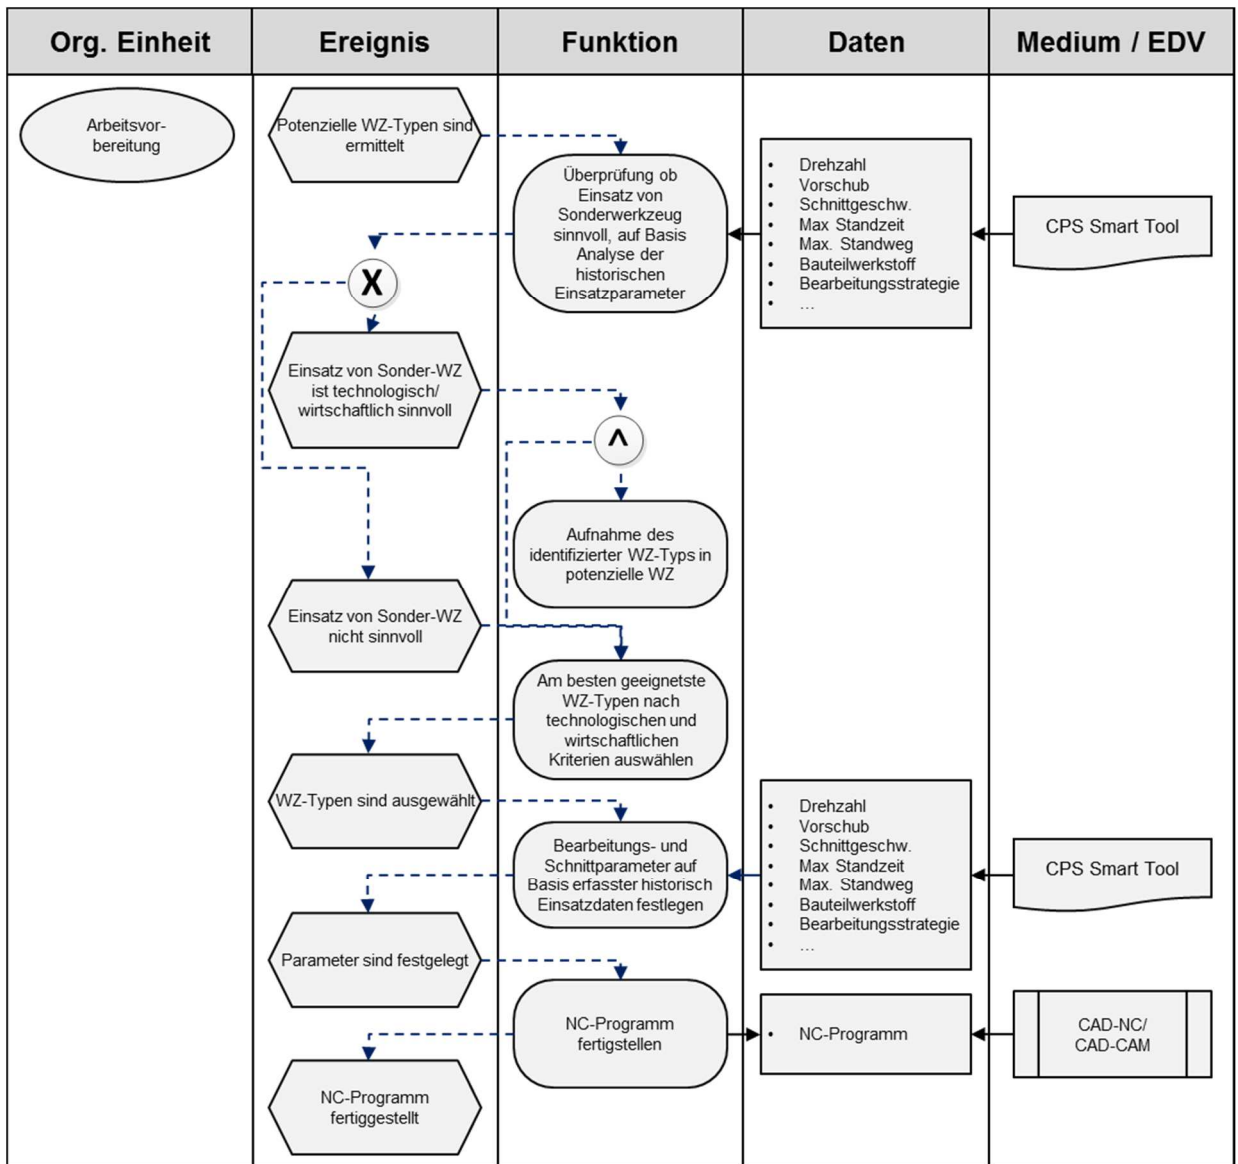 Org. Einheit
Ereignis
Funktion
Daten
Medium / EDV
Arbeitsvor-
bereitung
Potenzielle WZ-Typen sind
ermittelt
Überprüfung ob
Einsatz von
Sonderwerkzeug
sinnvoll, auf Basis
Analyse der
historischen
Einsatzparameter
• Drehzahl
• Vorschub
• Schnittgeschw.
• Max Standzeit
• Max. Standweg
• Bauteilwerkstoff
• Bearbeitungsstrategie
• …
CPS Smart Tool
X
Einsatz von Sonder-WZ
ist technologisch/
wirtschaftlich sinnvoll
^
Aufnahme des
identifizierter WZ-Typs in
potenzielle WZ
Einsatz von Sonder-WZ
nicht sinnvoll
Am besten geeignetste
WZ-Typen nach
technologischen und
wirtschaftlichen
Kriterien auswählen
WZ-Typen sind ausgewählt
Bearbeitungs- und
Schnittparameter auf
Basis erfasster historisch
Einsatzdaten festlegen
• Drehzahl
• Vorschub
• Schnittgeschw.
• Max Standzeit
• Max. Standweg
• Bauteilwerkstoff
• Bearbeitungsstrategie
• …
CPS Smart Tool
Parameter sind festgelegt
NC-Programm
fertigstellen
• NC-Programm
CAD-NC/
CAD-CAM
NC-Programm
fertiggestellt